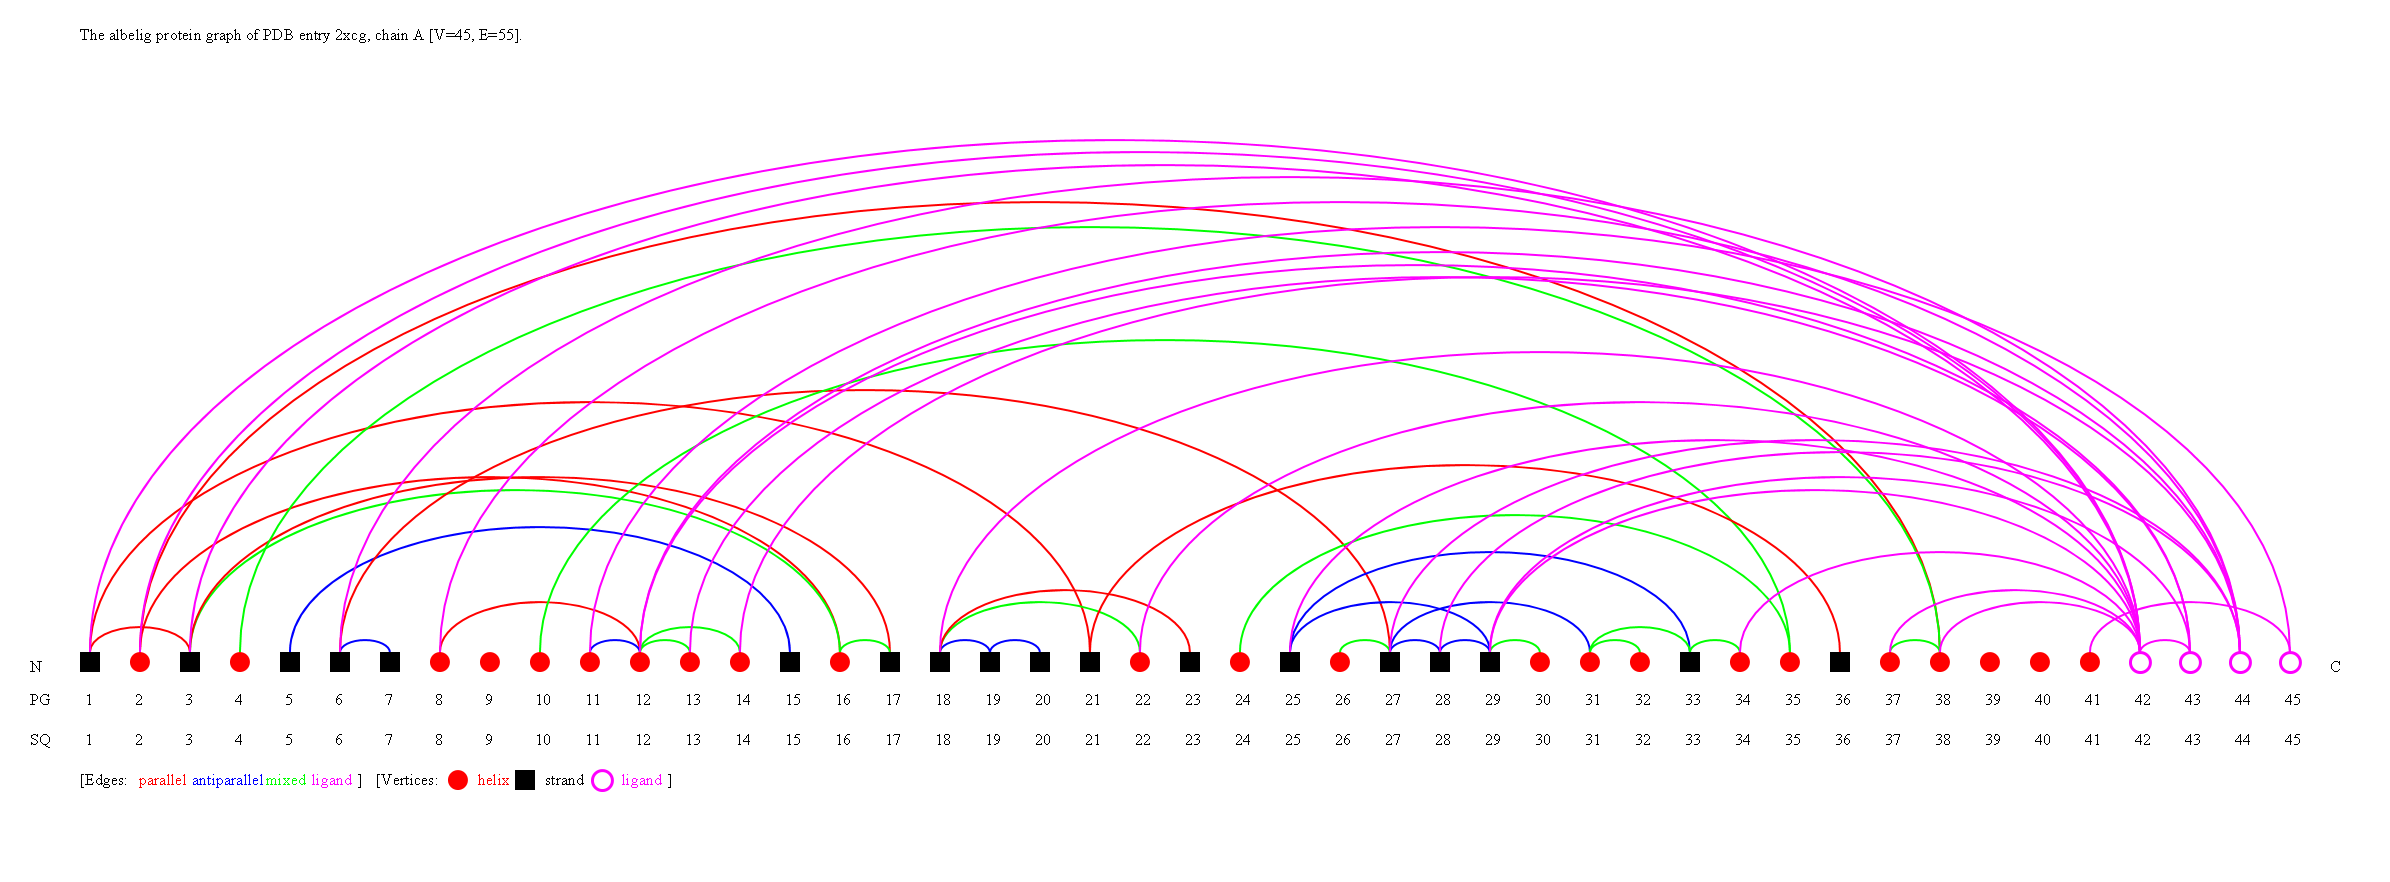 The albelig protein graph of PDB entry 2xcg, chain A [V=45, E=55].
N C
PG 1 2 3 4 5 6 7 8 9 10 11 12 13 14 15 16 17 18 19 20 21 22 23 24 25 26 27 28 29 30 31 32 33 34 35 36 37 38 39 40 41 42 43 44 45
SQ 1 2 3 4 5 6 7 8 9 10 11 12 13 14 15 16 17 18 19 20 21 22 23 24 25 26 27 28 29 30 31 32 33 34 35 36 37 38 39 40 41 42 43 44 45
[Edges: parallel antiparallel mixed ligand ] [Vertices: helix strand ligand ]